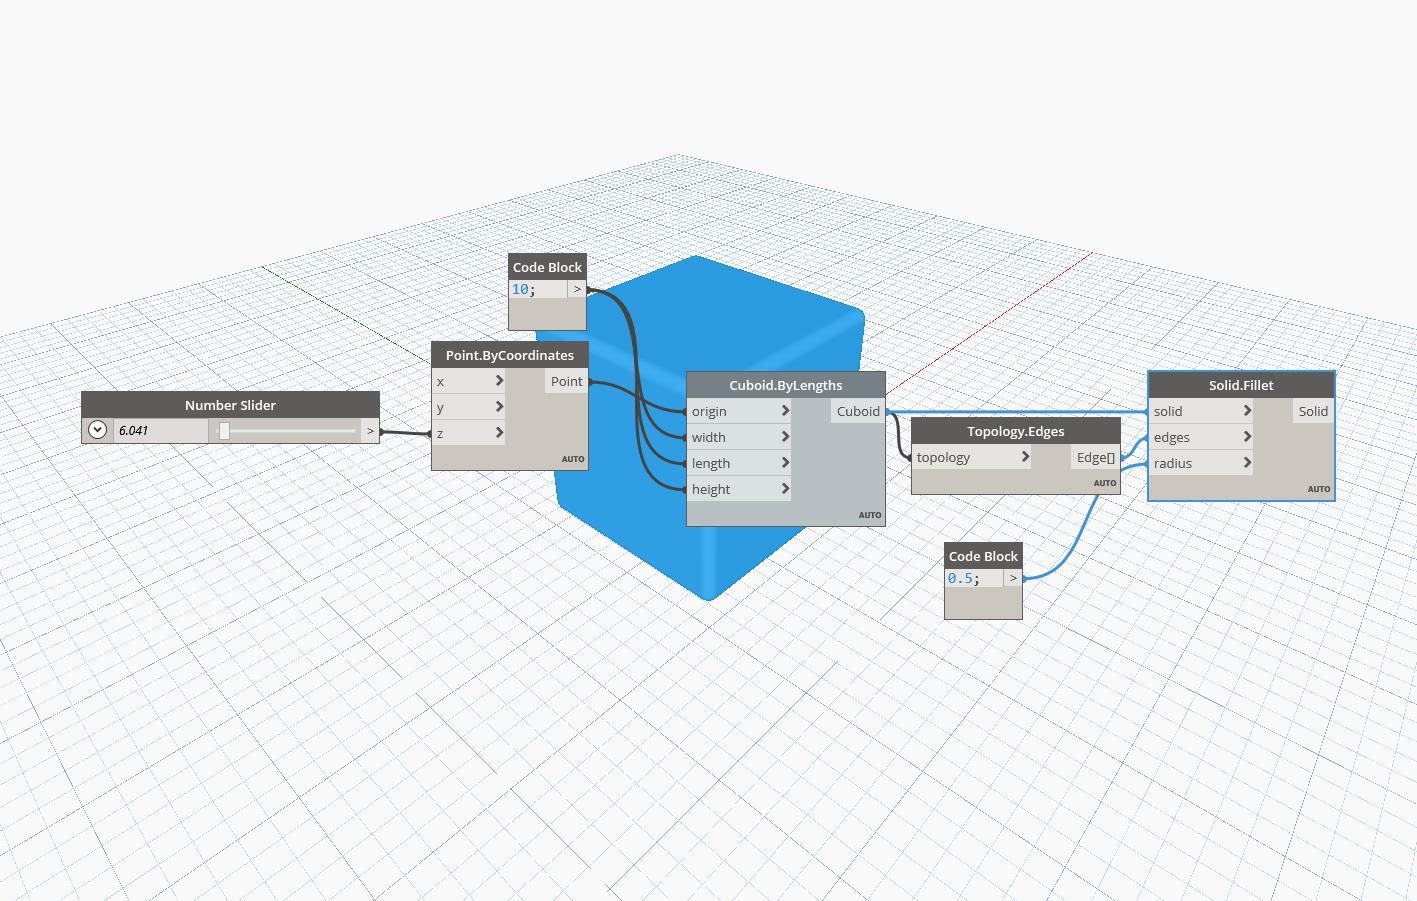 Code Block
10; >
Point.ByCoordinates
x > Point
y >
z >
AUTO
Number Slider
6.041 >
Cuboid.ByLengths
origin > Cuboid
width >
length >
height >
AUTO
Topology.Edges
topology > Edge[]
AUTO
Solid.Fillet
solid > Solid
edges >
radius >
AUTO
Code Block
0.5; >